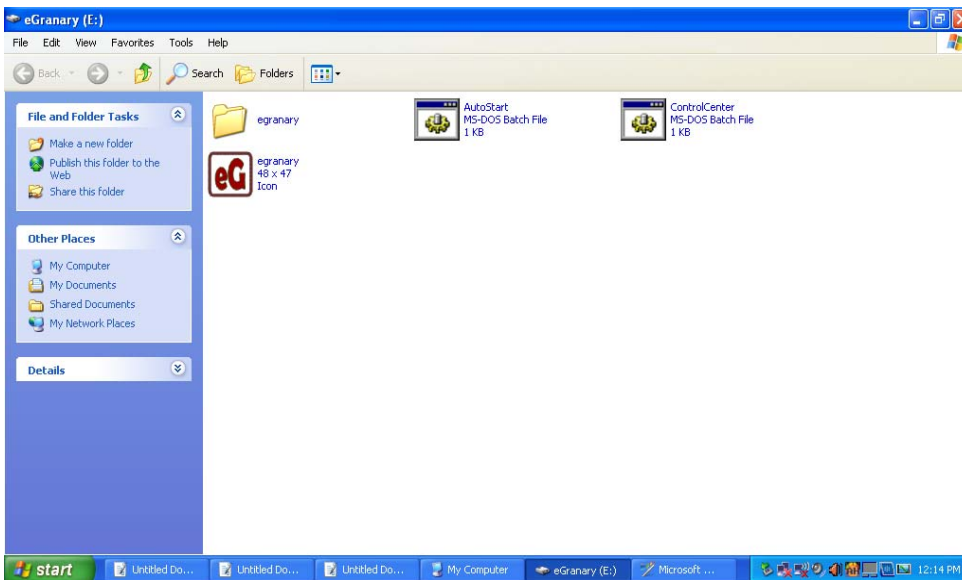 eGranary (E:)
File Edit View Favorites Tools Help
Back Search Folders
File and Folder Tasks
Make a new folder
Publish this folder to the
Web
Share this folder
Other Places
My Computer
My Documents
Shared Documents
My Network Places
Details
egranary
AutoStart
MS-DOS Batch File
1 KB
ControlCenter
MS-DOS Batch File
1 KB
eG
egranary
48 x 47
Icon
start
Untitled Do...
Untitled Do...
Untitled Do...
My Computer
eGranary (E:)
Microsoft ...
12:14 PM